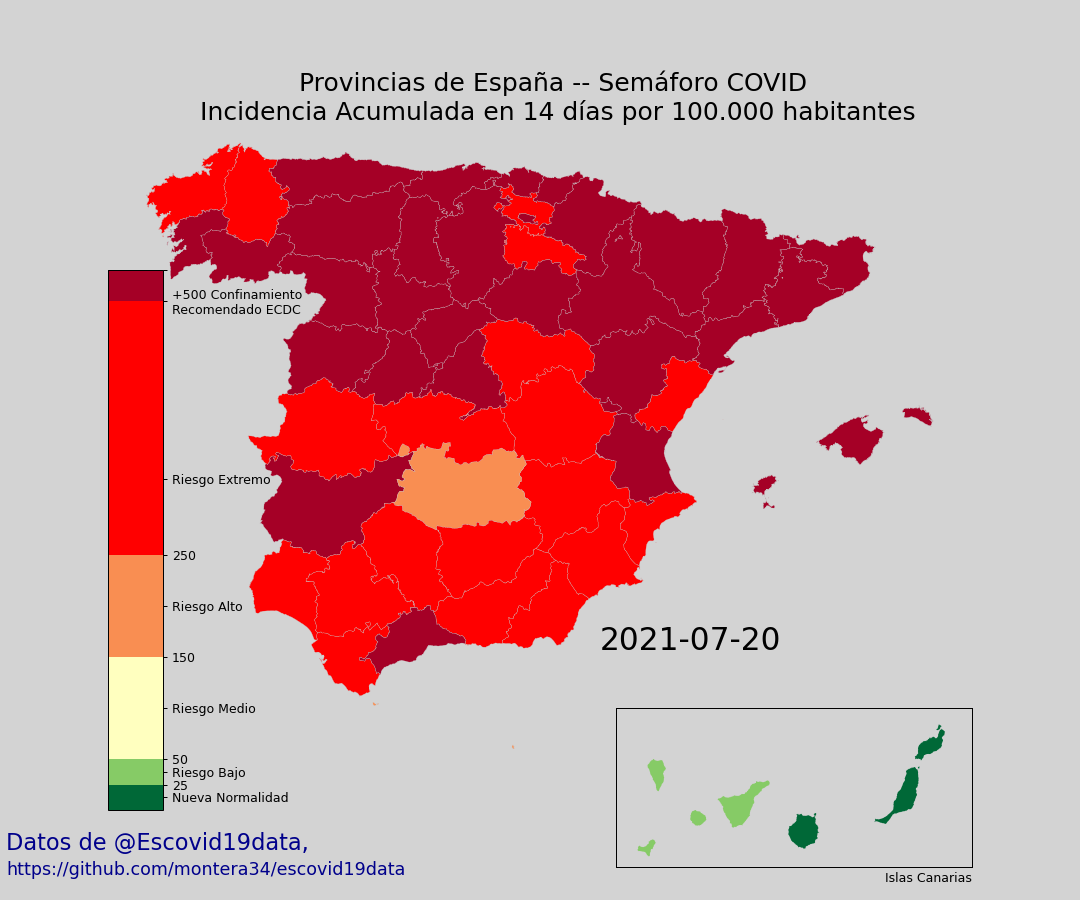 Provincias de España -- Semáforo COVID
Incidencia Acumulada en 14 días por 100.000 habitantes
+500 Confinamiento
Recomendado ECDC
Riesgo Extremo
250
Riesgo Alto
150
Riesgo Medio
50
Riesgo Bajo
25
Nueva Normalidad
2021-07-20
Islas Canarias
Datos de @Escovid19data,
https://github.com/montera34/escovid19data